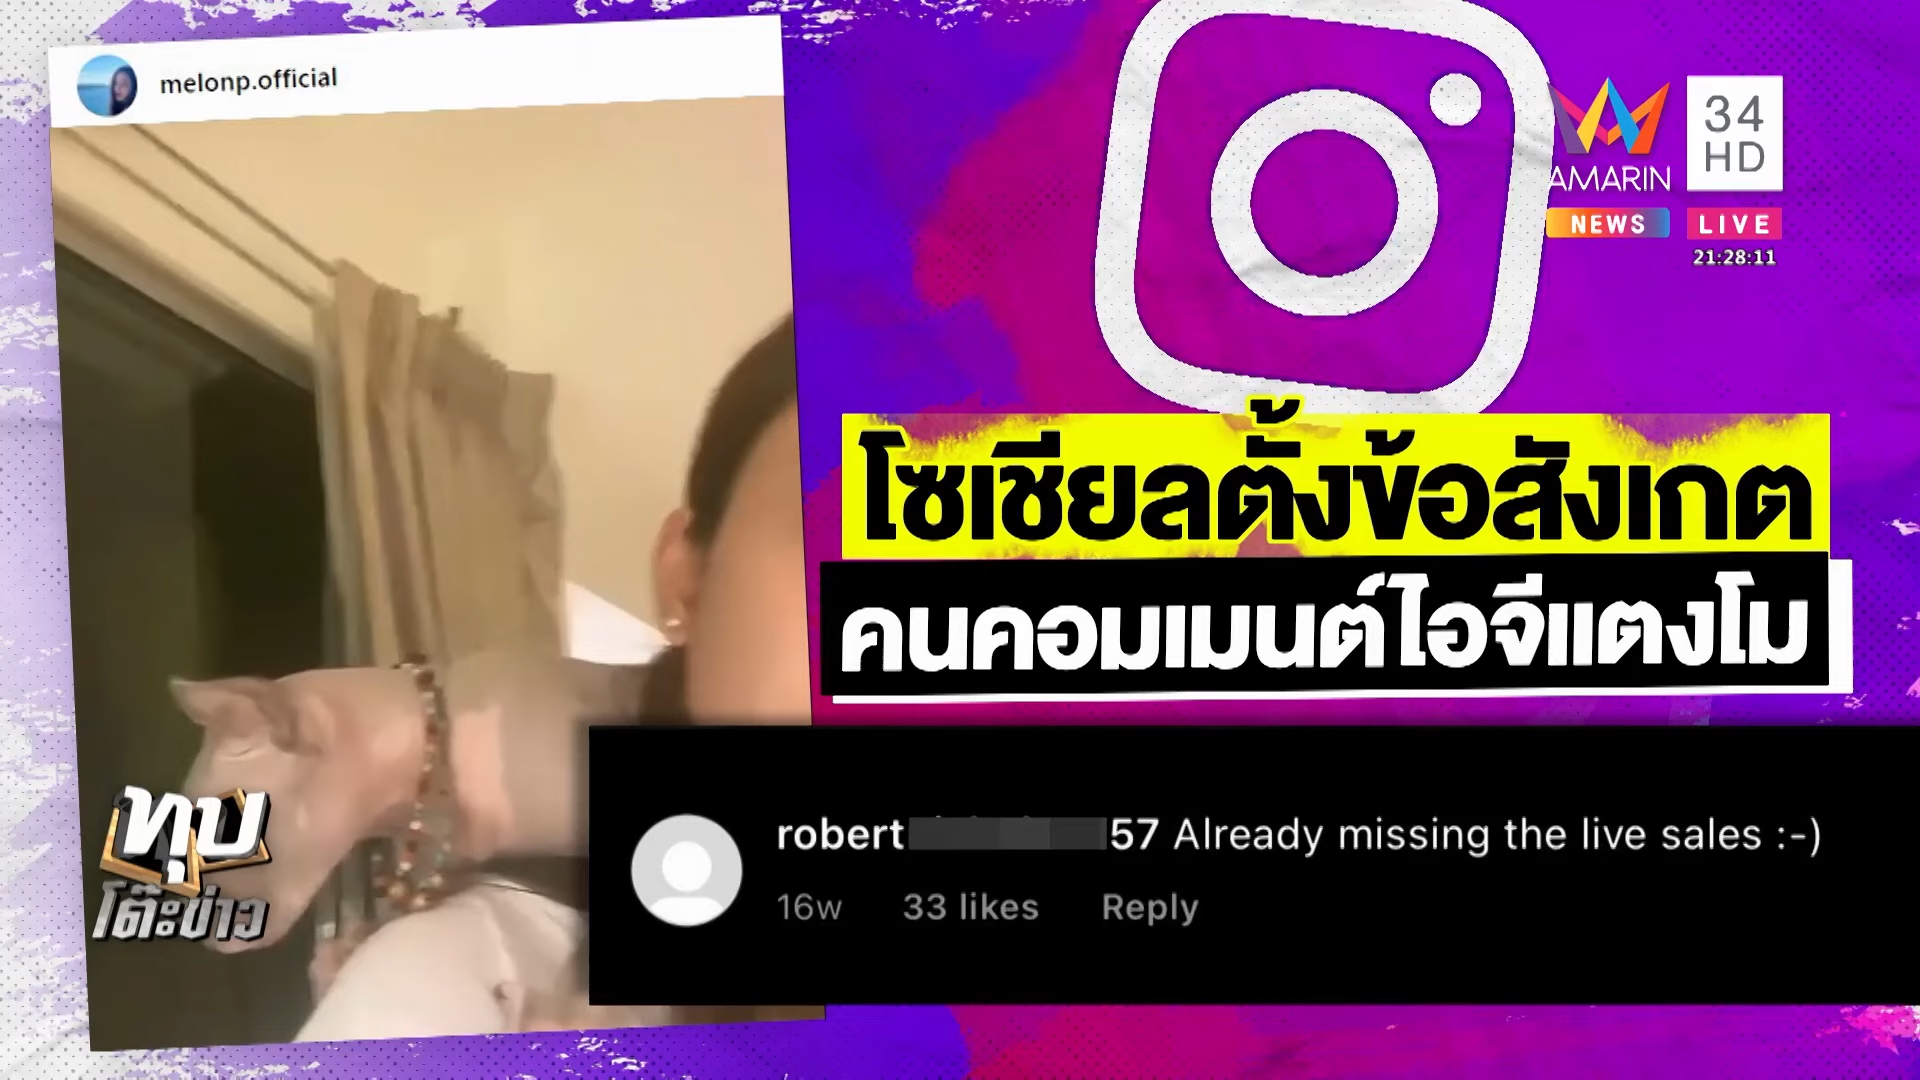 melonp.official
AMARIN
34
HD
NEWS
LIVE
21:28:11
โซเชียลตั้งข้อสังเกต
คนคอมเมนต์ไอจีแตงโม
ทุบ
โต๊ะข่าว
robert 57 Already missing the live sales :-)
16w 33 likes Reply